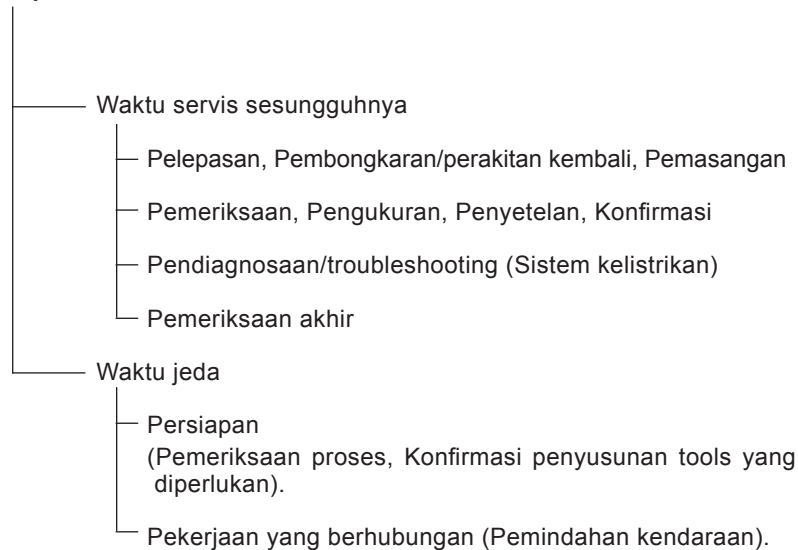 Waktu servis sesungguhnya
Pelepasan, Pembongkaran/perakitan kembali, Pemasangan
Pemeriksaan, Pengukuran, Penyetelan, Konfirmasi
Pendiagnosaan/troubleshooting (Sistem kelistrikan)
Pemeriksaan akhir
Waktu jeda
Persiapan
(Pemeriksaan proses, Konfirmasi penyusunan tools yang
diperlukan).
Pekerjaan yang berhubungan (Pemindahan kendaraan).